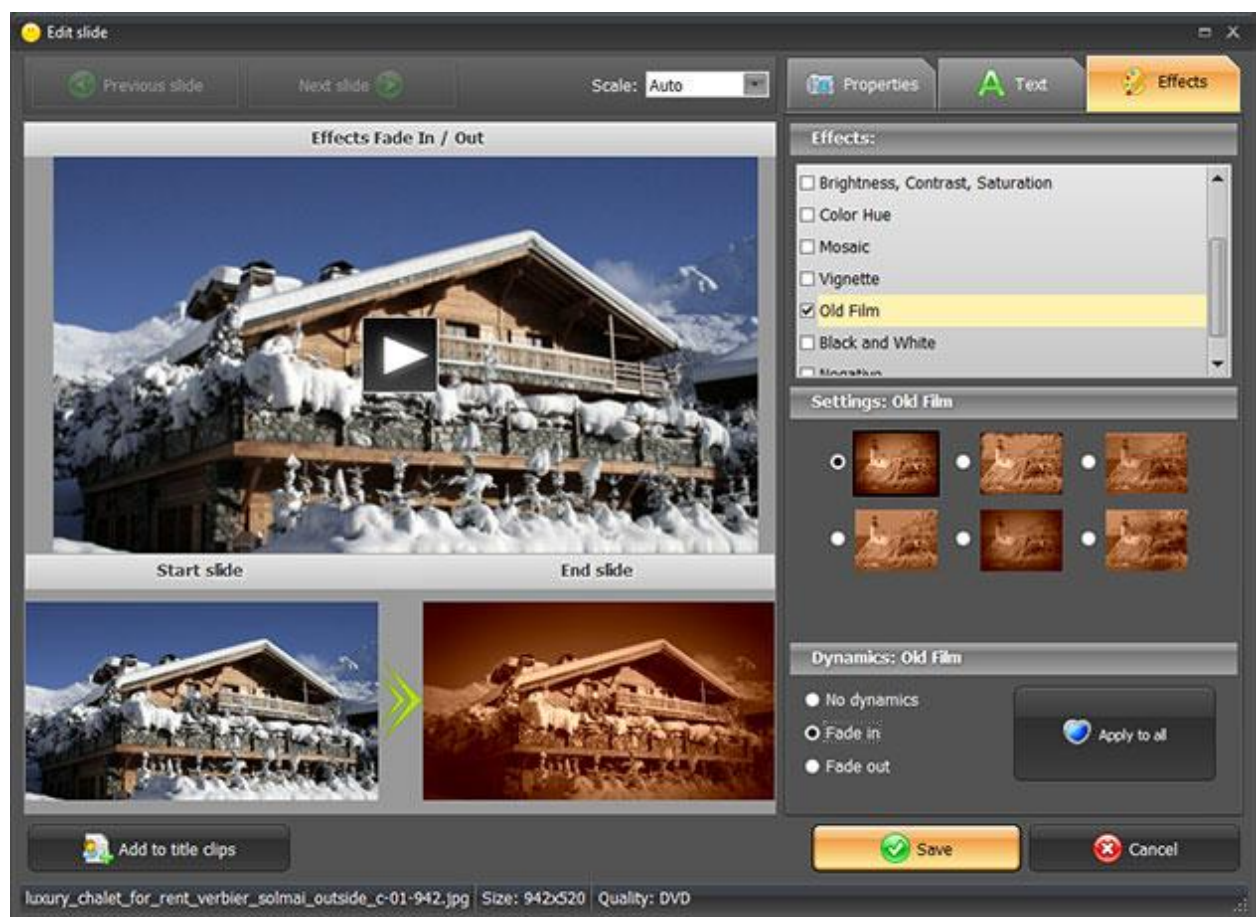 Edit slide
Previous slide
Next slide
Scale: Auto
Properties
Text
Effects
Effects Fade In / Out
Effects:
Brightness, Contrast, Saturation
Color Hue
Mosaic
Vignette
Old Film
Black and White
Negative
Settings: Old Film
Start slide
End slide
Dynamics: Old Film
No dynamics
Fade in
Fade out
Apply to all
Add to title clips
Save
Cancel
luxury_chalet_for_rent_verbier_solmai_outside_c-01-942.jpg Size: 942x520 Quality: DVD